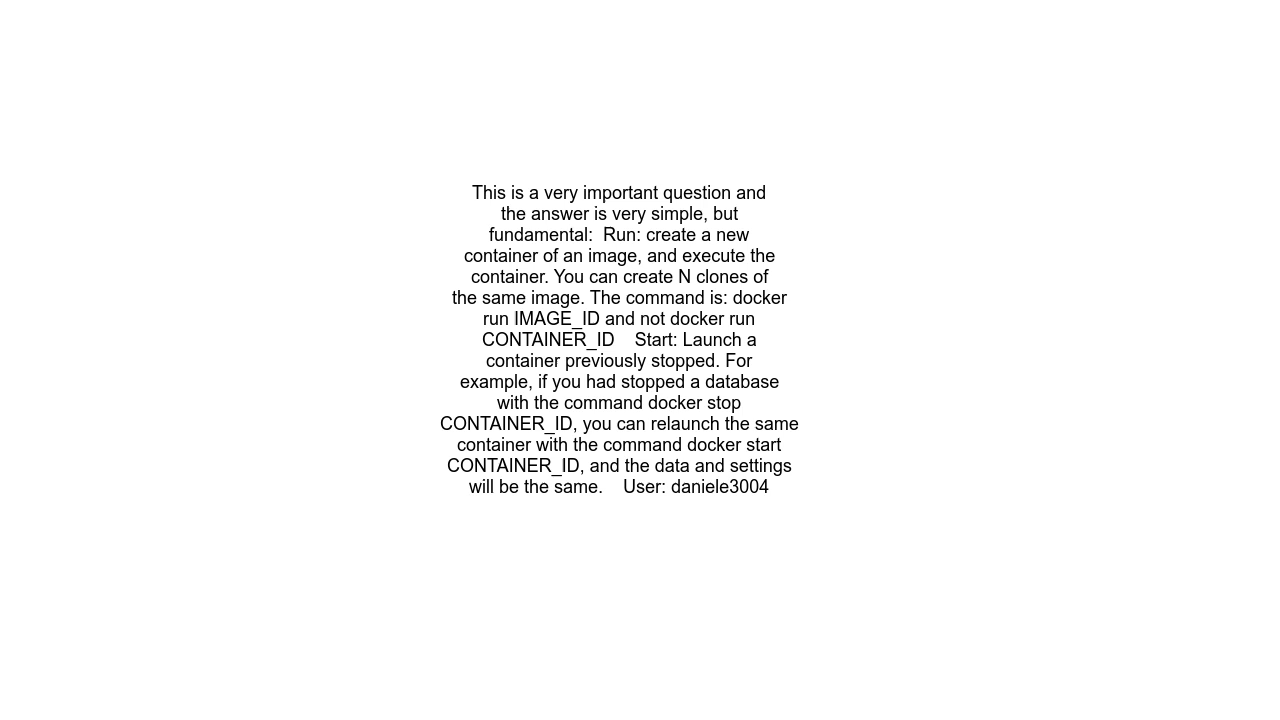 This is a very important question and
the answer is very simple, but
fundamental:  Run: create a new
container of an image, and execute the
container. You can create N clones of
the same image. The command is: docker
run IMAGE_ID and not docker run
CONTAINER_ID    Start: Launch a
container previously stopped. For
example, if you had stopped a database
with the command docker stop
CONTAINER_ID, you can relaunch the same
container with the command docker start
CONTAINER_ID, and the data and settings
will be the same.    User: daniele3004